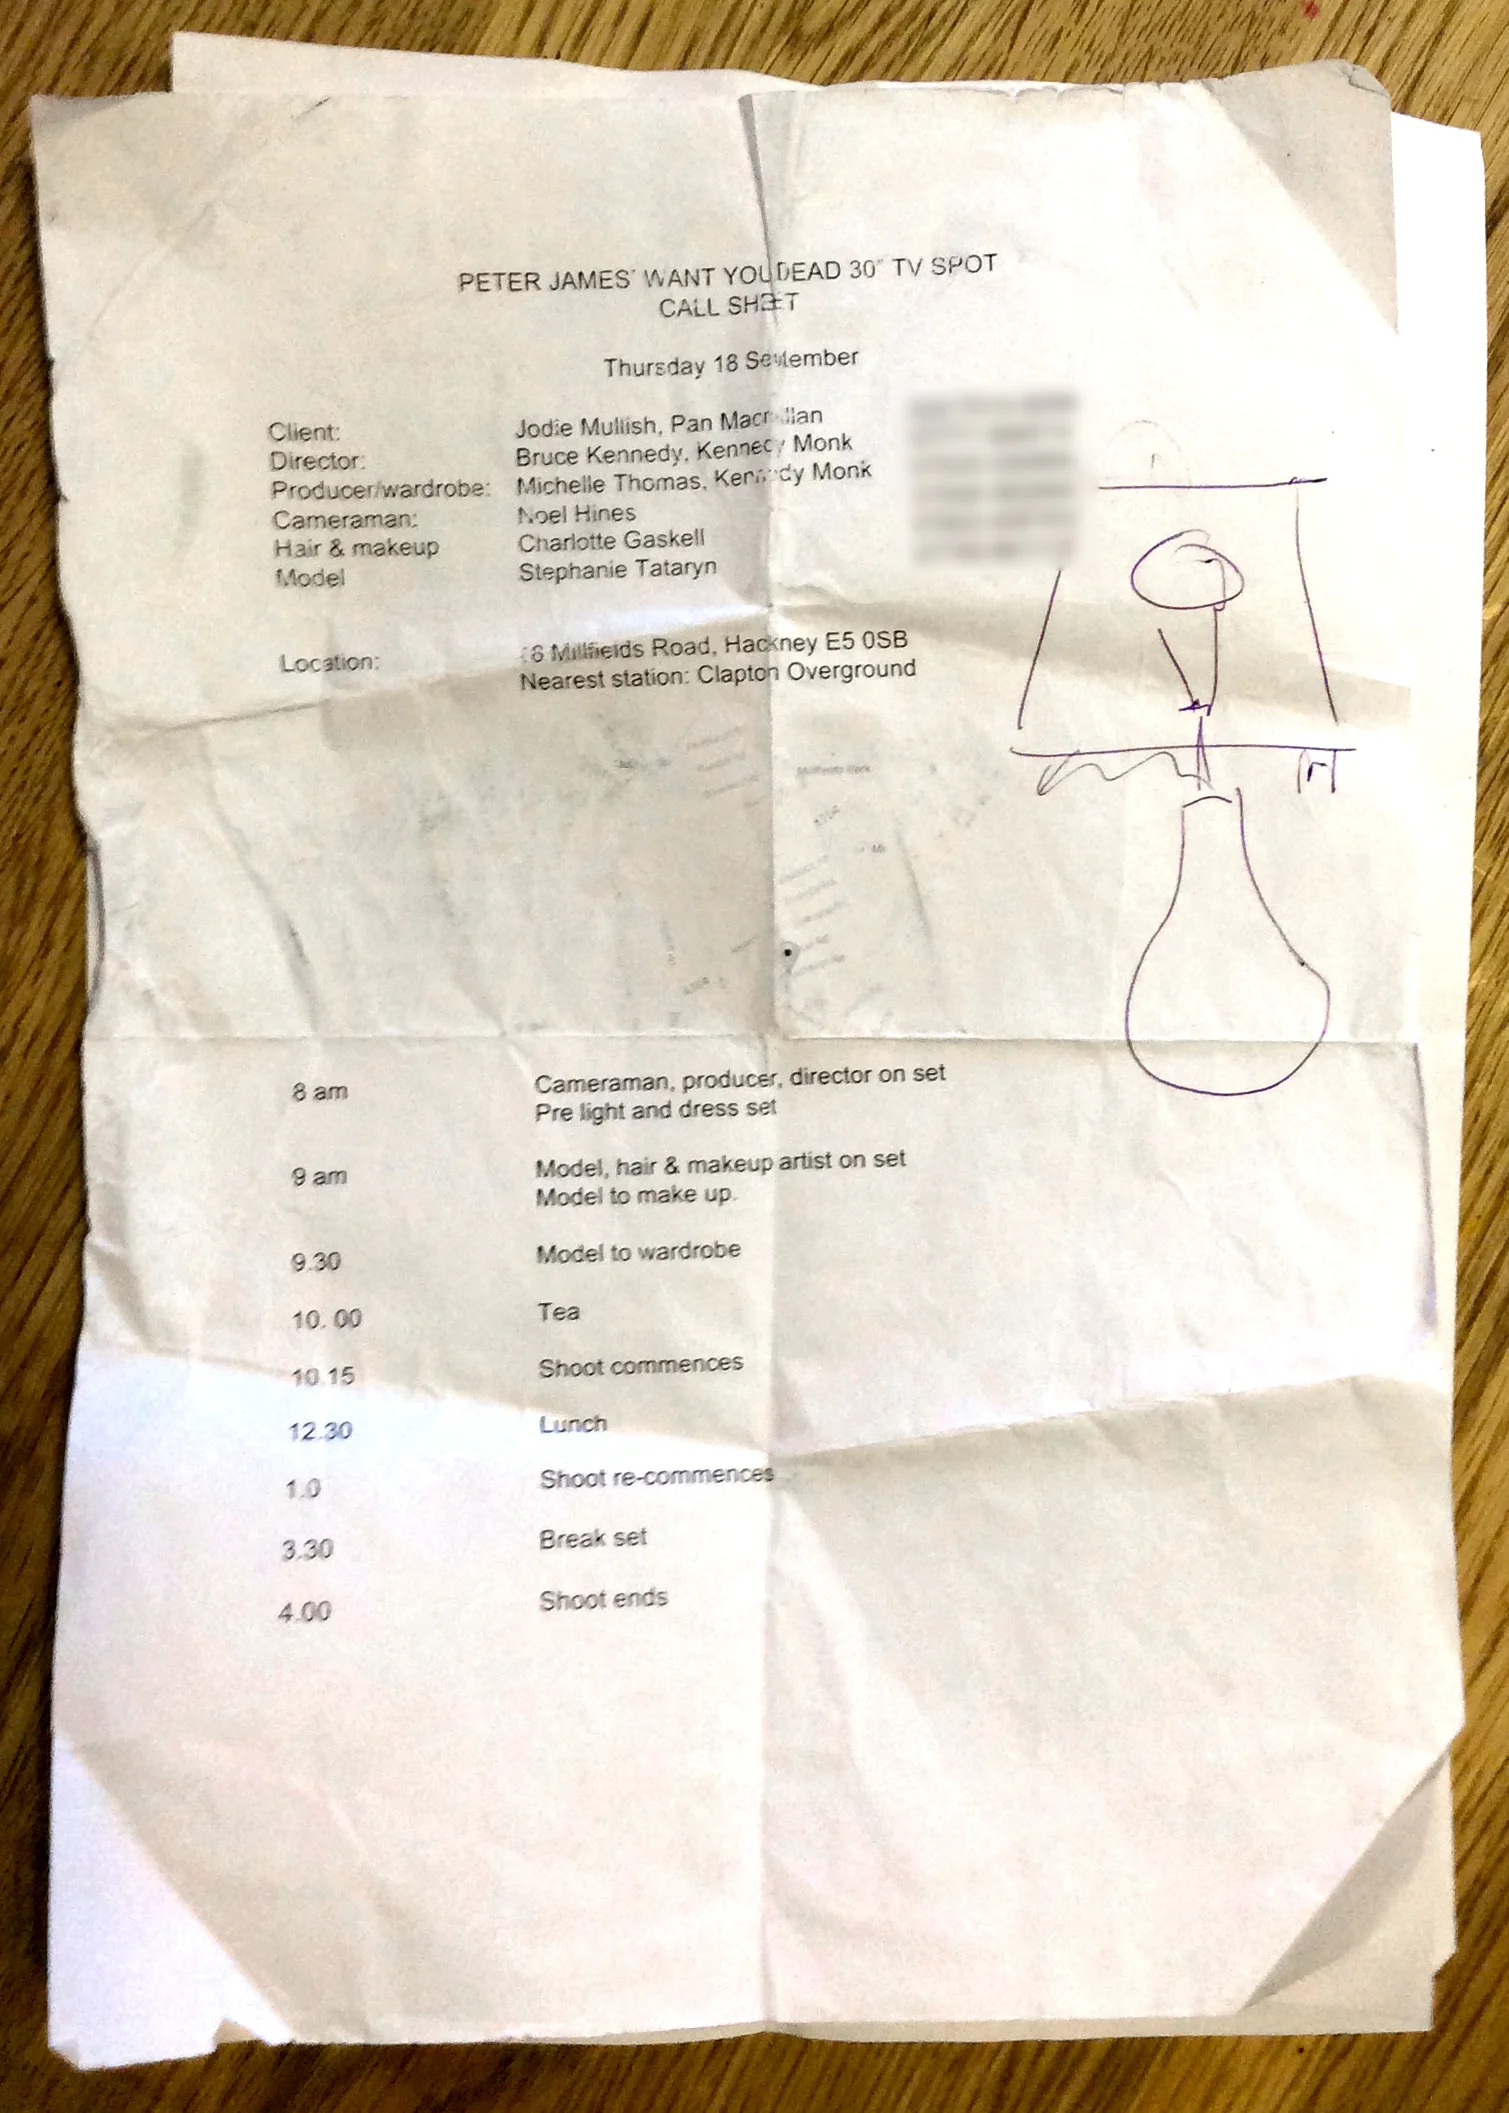 PETER JAMES' WANT YOU DEAD 30" TV SPOT
CALL SHEET
Thursday 18 September
Client: Jodie Mullish, Pan Macmillan
Director: Bruce Kennedy, Kennedy Monk
Producer/wardrobe: Michelle Thomas, Kennedy Monk
Cameraman: Noel Hines
Hair & makeup Charlotte Gaskell
Model Stephanie Tataryn
Location: Millfields Road, Hackney E5 0SB
Nearest station: Clapton Overground
8 am Cameraman, producer, director on set
Pre light and dress set
9 am Model, hair & makeup artist on set
Model to make up.
9.30 Model to wardrobe
10. 00 Tea
10.15 Shoot commences
12.30 Lunch
1.0 Shoot re-commences
3.30 Break set
4.00 Shoot ends